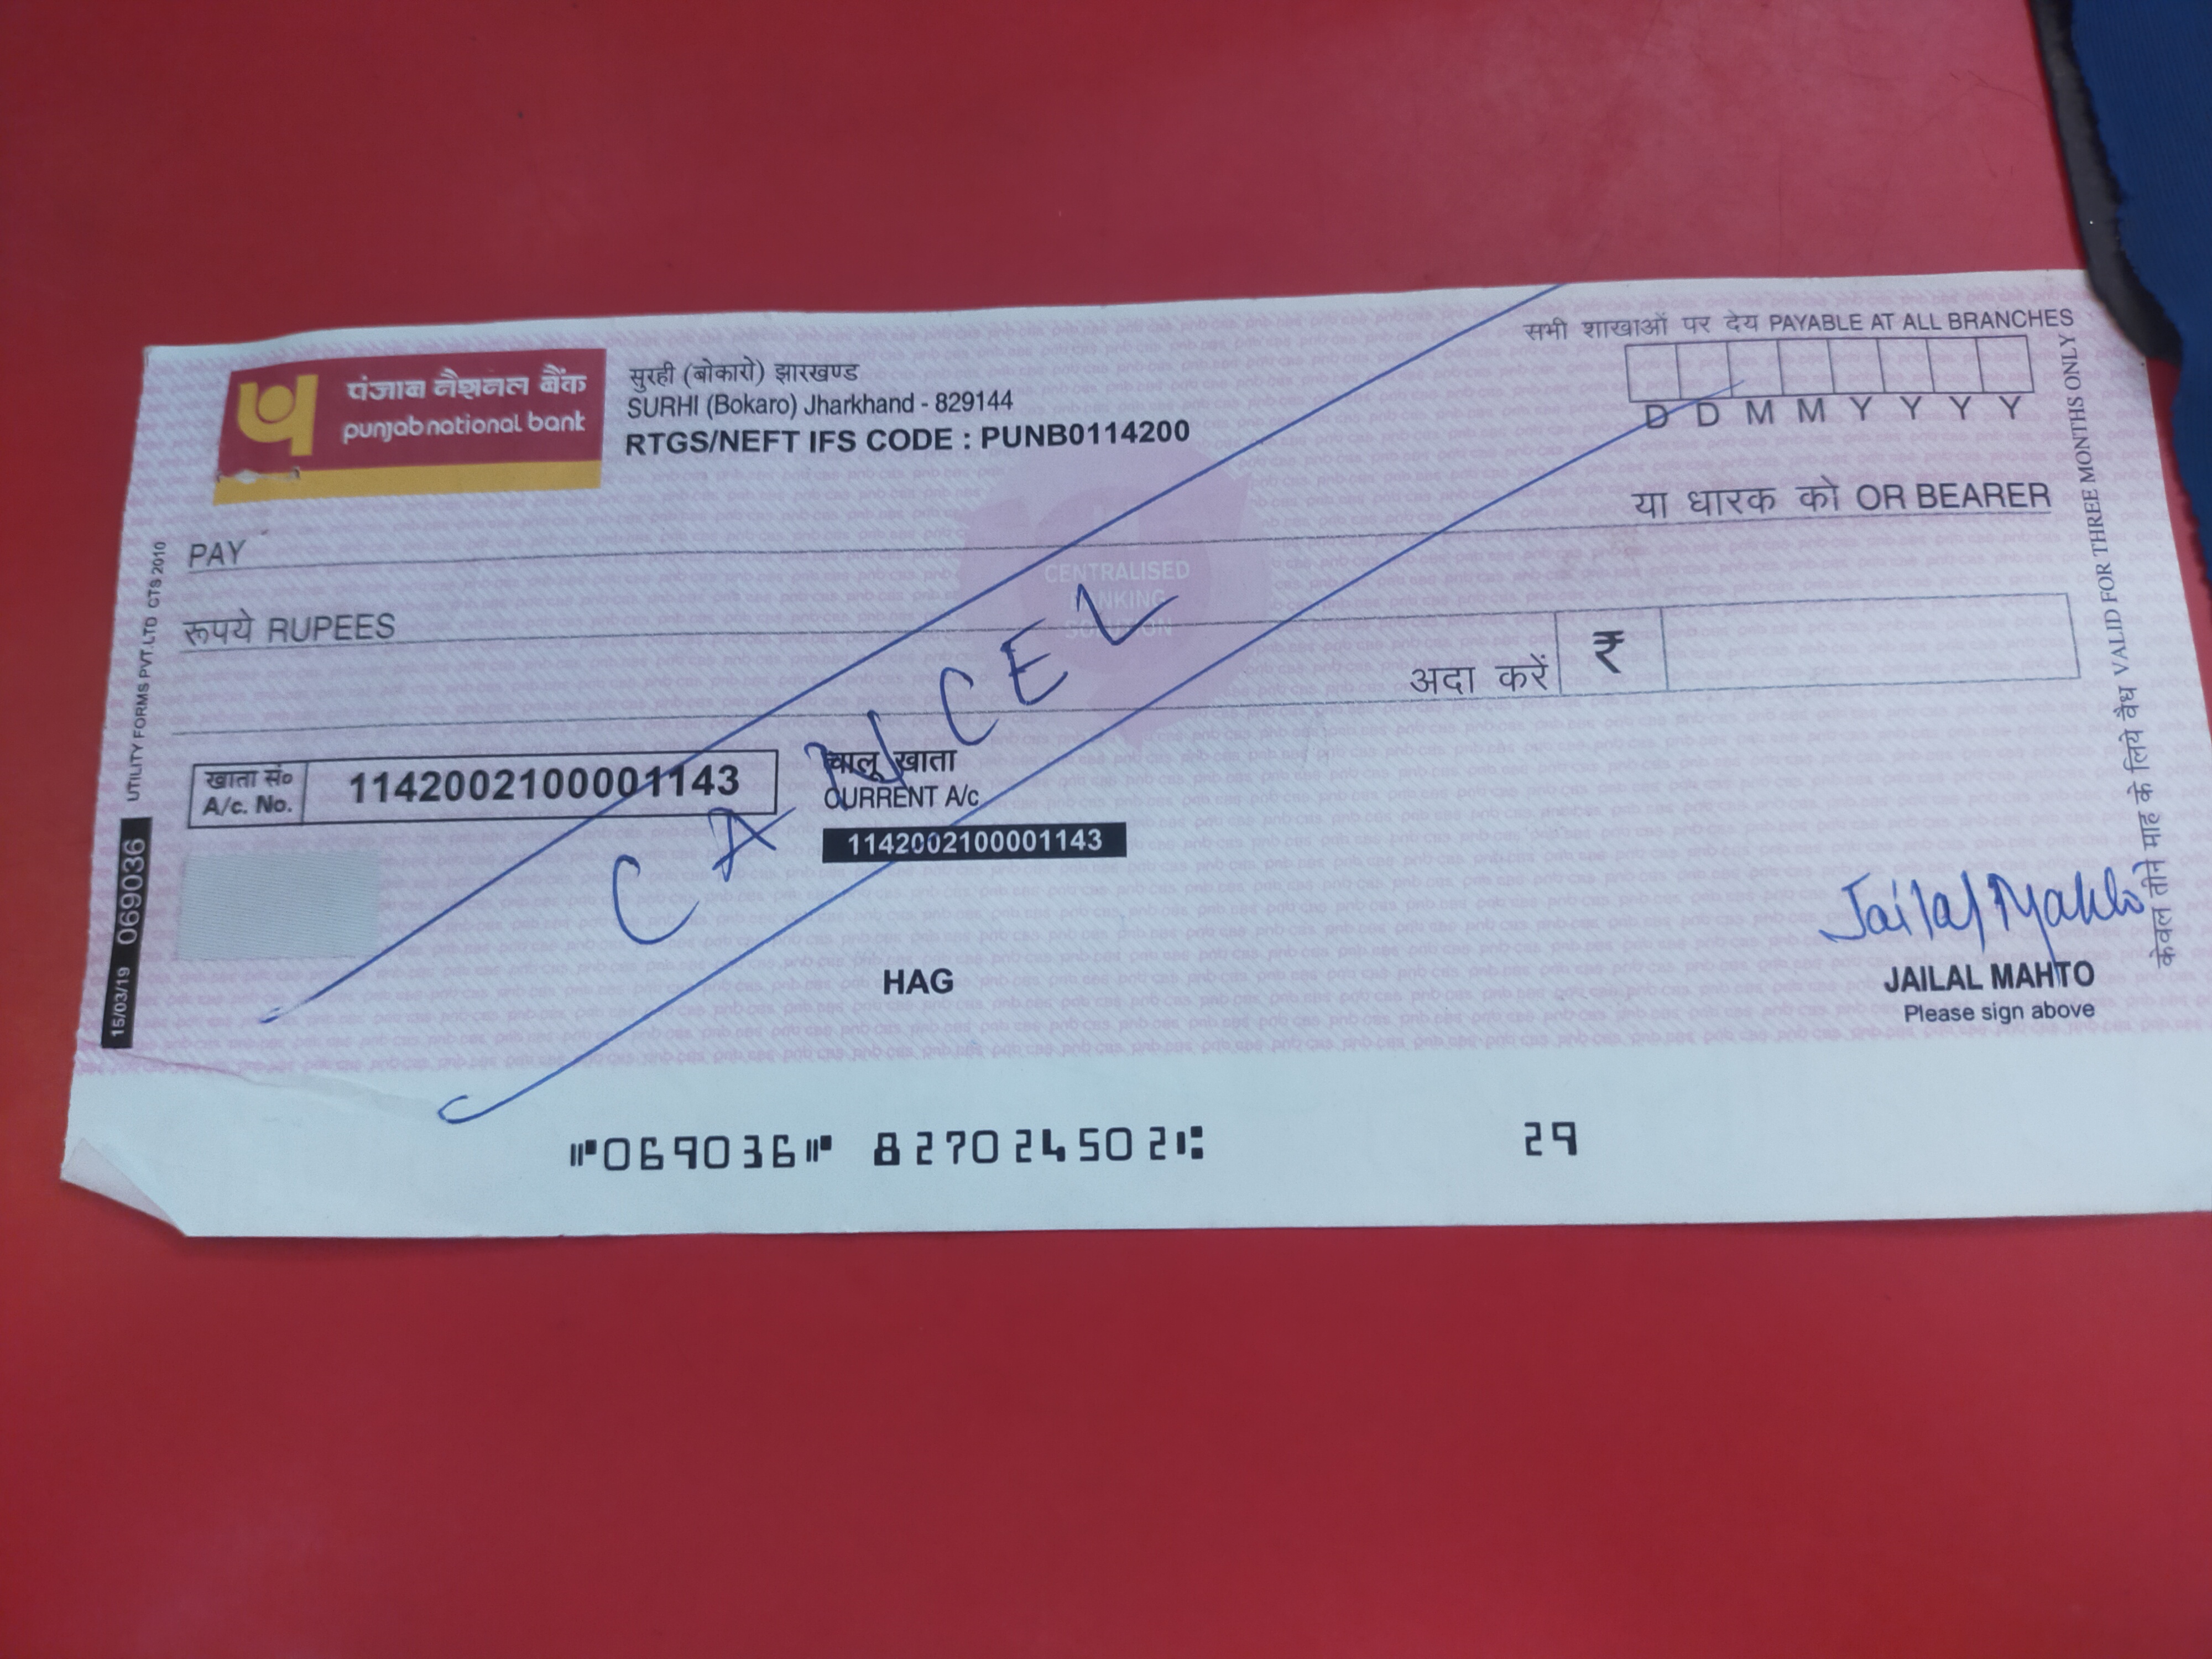 पंजाब नैशनल बैंक
punjab national bank
सुरही (बोकारो) झारखण्ड
SURHI (Bokaro) Jharkhand - 829144
RTGS/NEFT IFS CODE : PUNB0114200
सभी शाखाओं पर देय PAYABLE AT ALL BRANCHES
D D M M Y Y Y Y
PAY
या धारक को OR BEARER
CENTRALISED
BANKING
SOLUTION
रूपये RUPEES
अदा करें ₹
CANCEL
खाता सं०
A/c. No.
1142002100001143
चालू खाता
CURRENT A/c
1142002100001143
HAG
Jailal Mahto
JAILAL MAHTO
Please sign above
केवल तीन माह के लिये वैध VALID FOR THREE MONTHS ONLY
UTILITY FORMS PVT.LTD CTS 2010
15/03/19 069036
⑈069036⑈ 827024502⑆ 29